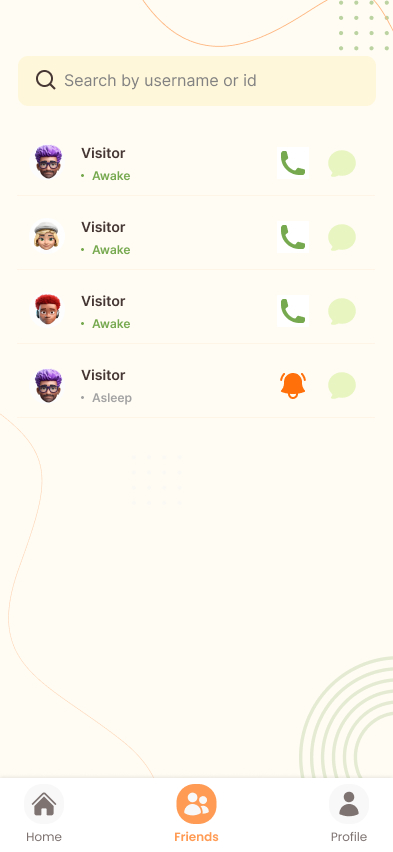 Search by username or id
Visitor
• Awake
Visitor
• Awake
Visitor
• Awake
Visitor
• Asleep
Home Friends Profile